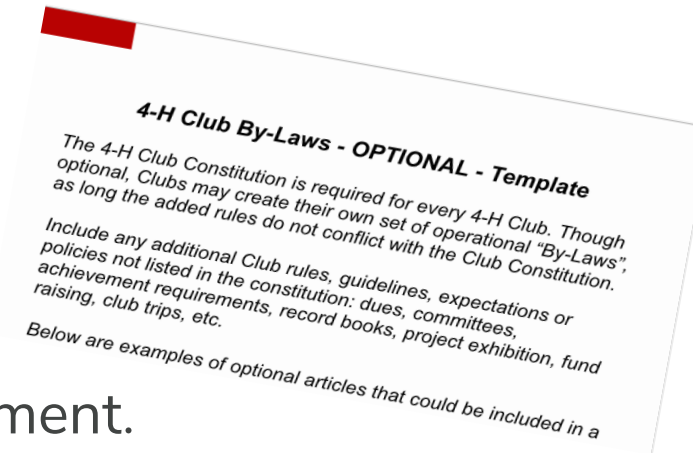 4-H Club By-Laws - OPTIONAL - Template
The 4-H Club Constitution is required for every 4-H Club. Though
optional, Clubs may create their own set of operational “By-Laws”,
as long the added rules do not conflict with the Club Constitution.
Include any additional Club rules, guidelines, expectations or
policies not listed in the constitution: dues, committees,
achievement requirements, record books, project exhibition, fund
raising, club trips, etc.
Below are examples of optional articles that could be included in a
ment.